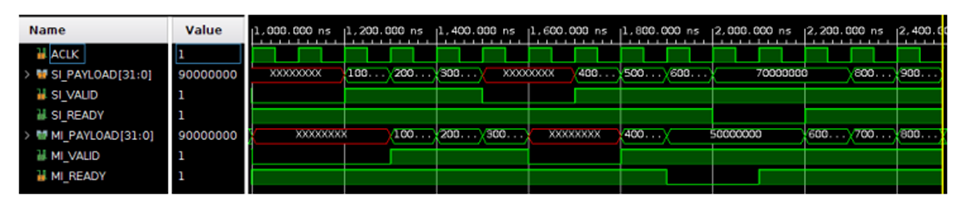 Name Value 1,000.000 ns 1,200.000 ns 1,400.000 ns 1,600.000 ns 1,800.000 ns 2,000.000 ns 2,200.000 ns 2,400.0
ACLK 1
SI_PAYLOAD[31:0] 90000000 XXXXXXXX 100... 200... 300... XXXXXXXX 400... 500... 600... 70000000 800... 900...
SI_VALID 1
SI_READY 1
MI_PAYLOAD[31:0] 90000000 XXXXXXXX 100... 200... 300... XXXXXXXX 400... 50000000 600... 700... 800...
MI_VALID 1
MI_READY 1